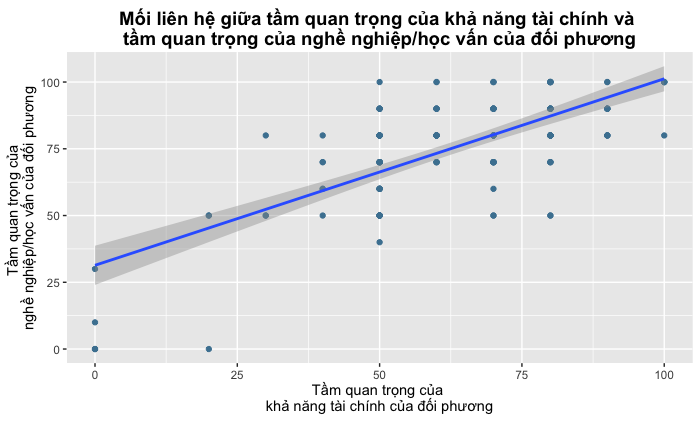 Mối liên hệ giữa tầm quan trọng của khả năng tài chính và
tầm quan trọng của nghề nghiệp/học vấn của đối phương
Tầm quan trọng của
nghề nghiệp/học vấn của đối phương
100
75
50
25
0
0
25
50
75
100
Tầm quan trọng của
khả năng tài chính của đối phương